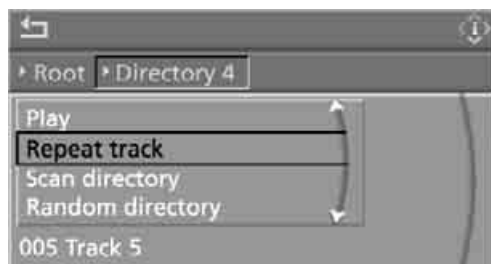 Root Directory 4
Play
Repeat track
Scan directory
Random directory
005 Track 5